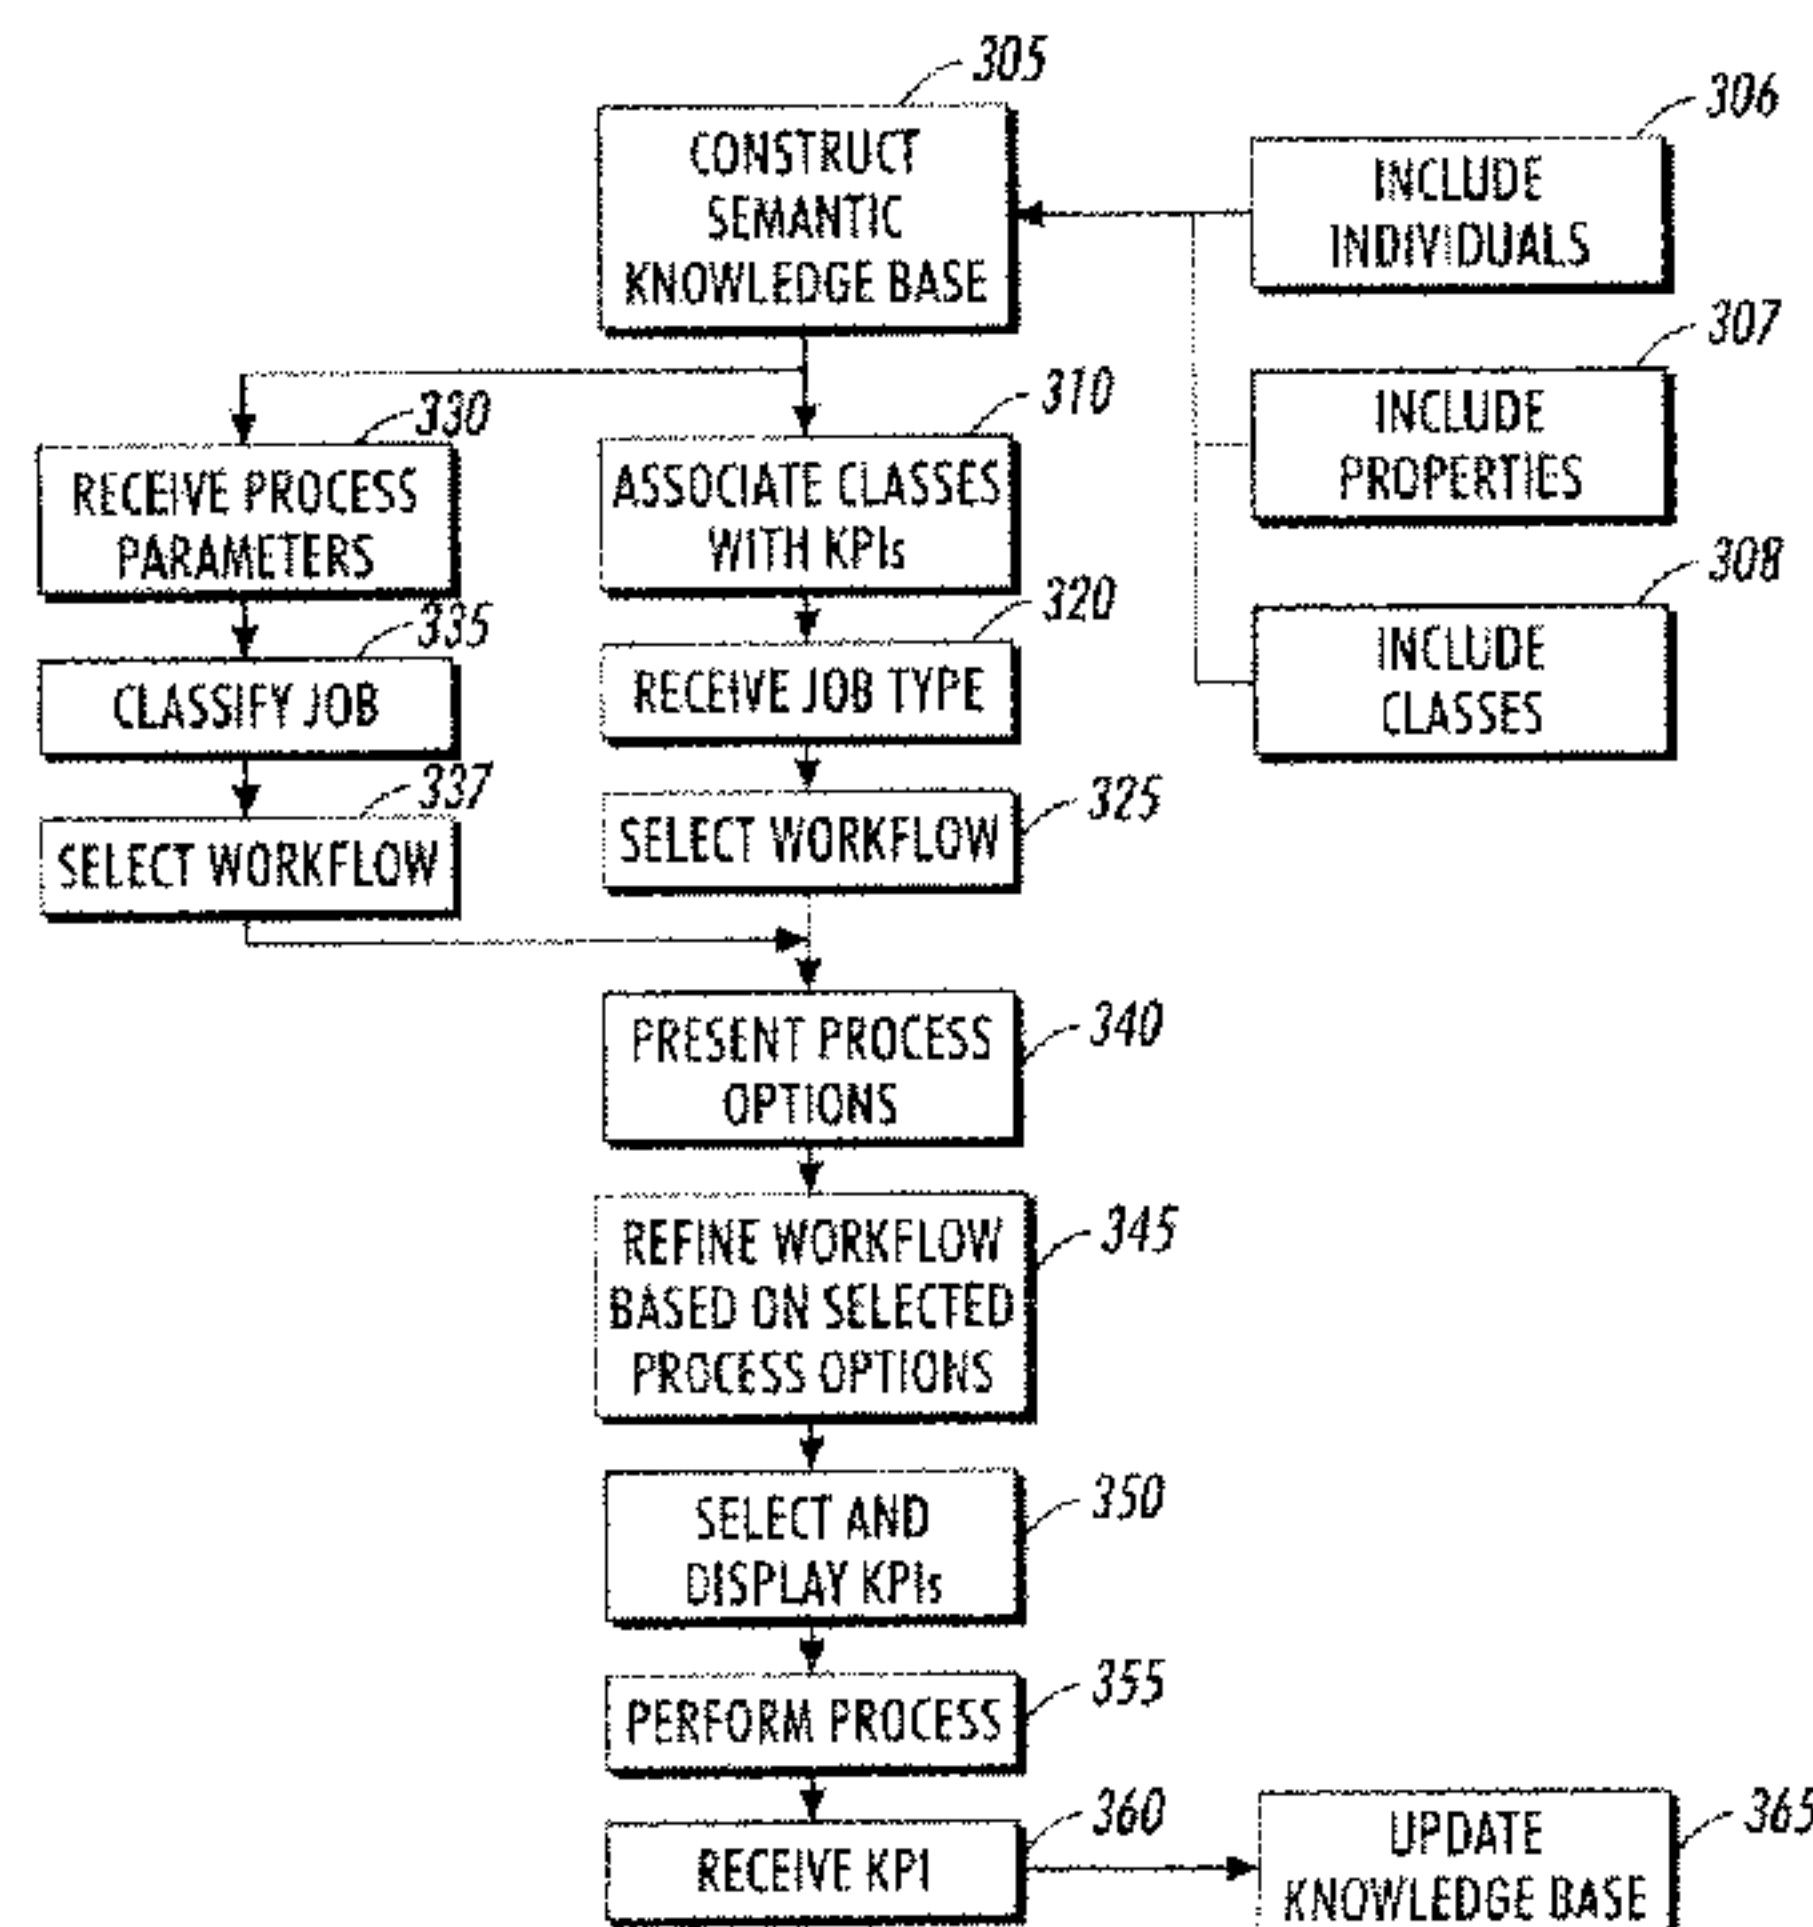 305
CONSTRUCT
SEMANTIC
KNOWLEDGE BASE
306
INCLUDE
INDIVIDUALS
307
INCLUDE
PROPERTIES
308
INCLUDE
CLASSES
330
RECEIVE PROCESS
PARAMETERS
310
ASSOCIATE CLASSES
WITH KPIs
335
CLASSIFY JOB
320
RECEIVE JOB TYPE
337
SELECT WORKFLOW
325
SELECT WORKFLOW
340
PRESENT PROCESS
OPTIONS
345
REFINE WORKFLOW
BASED ON SELECTED
PROCESS OPTIONS
350
SELECT AND
DISPLAY KPIs
355
PERFORM PROCESS
360
RECEIVE KPI
365
UPDATE
KNOWLEDGE BASE